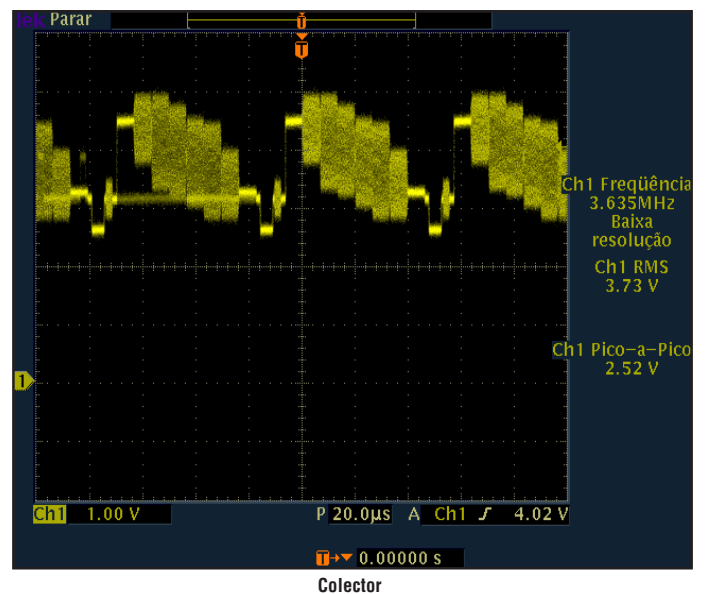 Tek Parar
T
Ch1 Freqüência
3.635MHz
Baixa
resolução
Ch1 RMS
3.73 V
Ch1 Pico-a-Pico
2.52 V
1
Ch1 1.00 V P 20.0µs A Ch1 4.02 V
T 0.00000 s
Colector